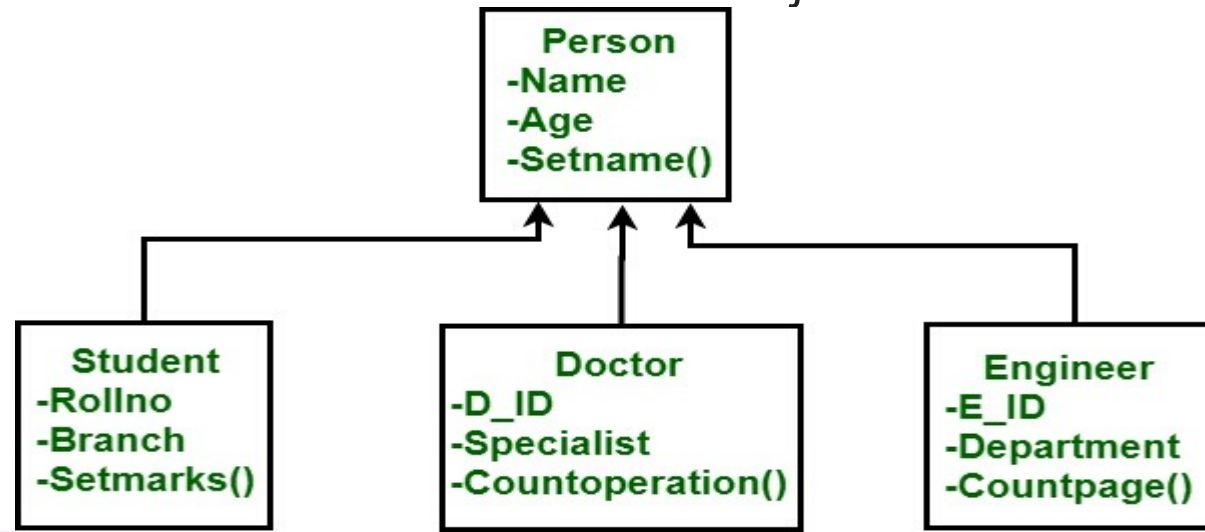 Person
-Name
-Age
-Setname()
Student
-Rollno
-Branch
-Setmarks()
Doctor
-D_ID
-Specialist
-Countoperation()
Engineer
-E_ID
-Department
-Countpage()